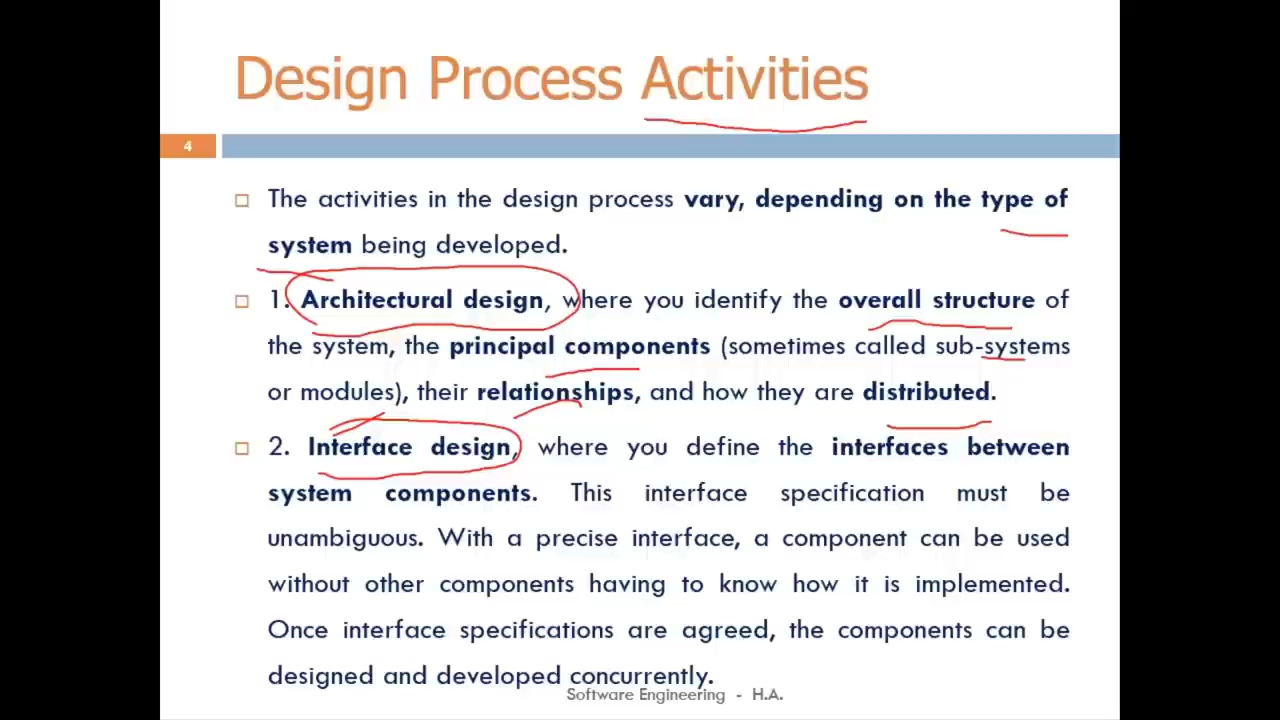 Design Process Activities
4
The activities in the design process vary, depending on the type of
system being developed.
1. Architectural design, where you identify the overall structure of
the system, the principal components (sometimes called sub-systems
or modules), their relationships, and how they are distributed.
2. Interface design, where you define the interfaces between
system components. This interface specification must be
unambiguous. With a precise interface, a component can be used
without other components having to know how it is implemented.
Once interface specifications are agreed, the components can be
designed and developed concurrently.
Software Engineering - H.A.